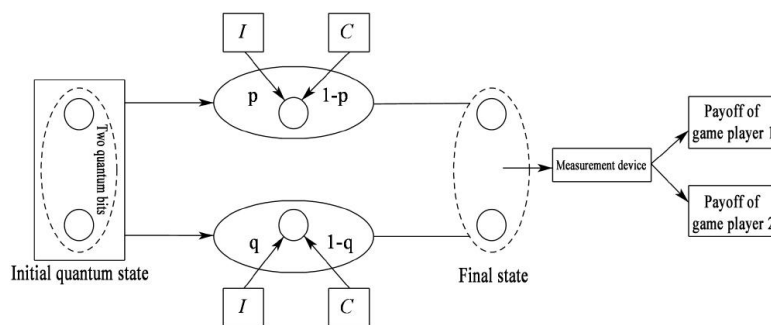 I
C
p
1-p
Two quantum bits
Payoff of
game player 1
Measurement device
Payoff of
game player 2
q
1-q
Initial quantum state
Final state
I
C